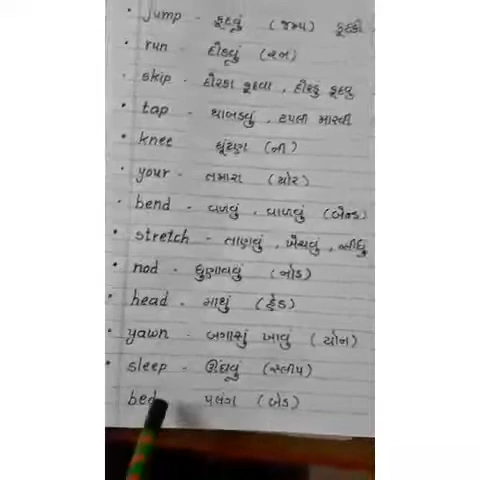 • jump - કૂદવું (જમ્પ) કૂદકો
• run - દોડવું (રન)
• skip - દોરડા કૂદવા , દોરડું કૂદવું
• tap - થાબડવું , ટપલી મારવી
• knee ઘૂંટણ (ની)
• your - તમારા (યોર)
• bend - વળવું , વાળવું (બેન્ડ)
• stretch - તાણવું , ખેંચવું , સીધુ
• nod - ધુણાવવું (નોડ)
• head - માથું (હેડ)
• yawn - બગાસું ખાવું (યોન)
• sleep - ઊંઘવું (સ્લીપ)
bed પલંગ (બેડ)